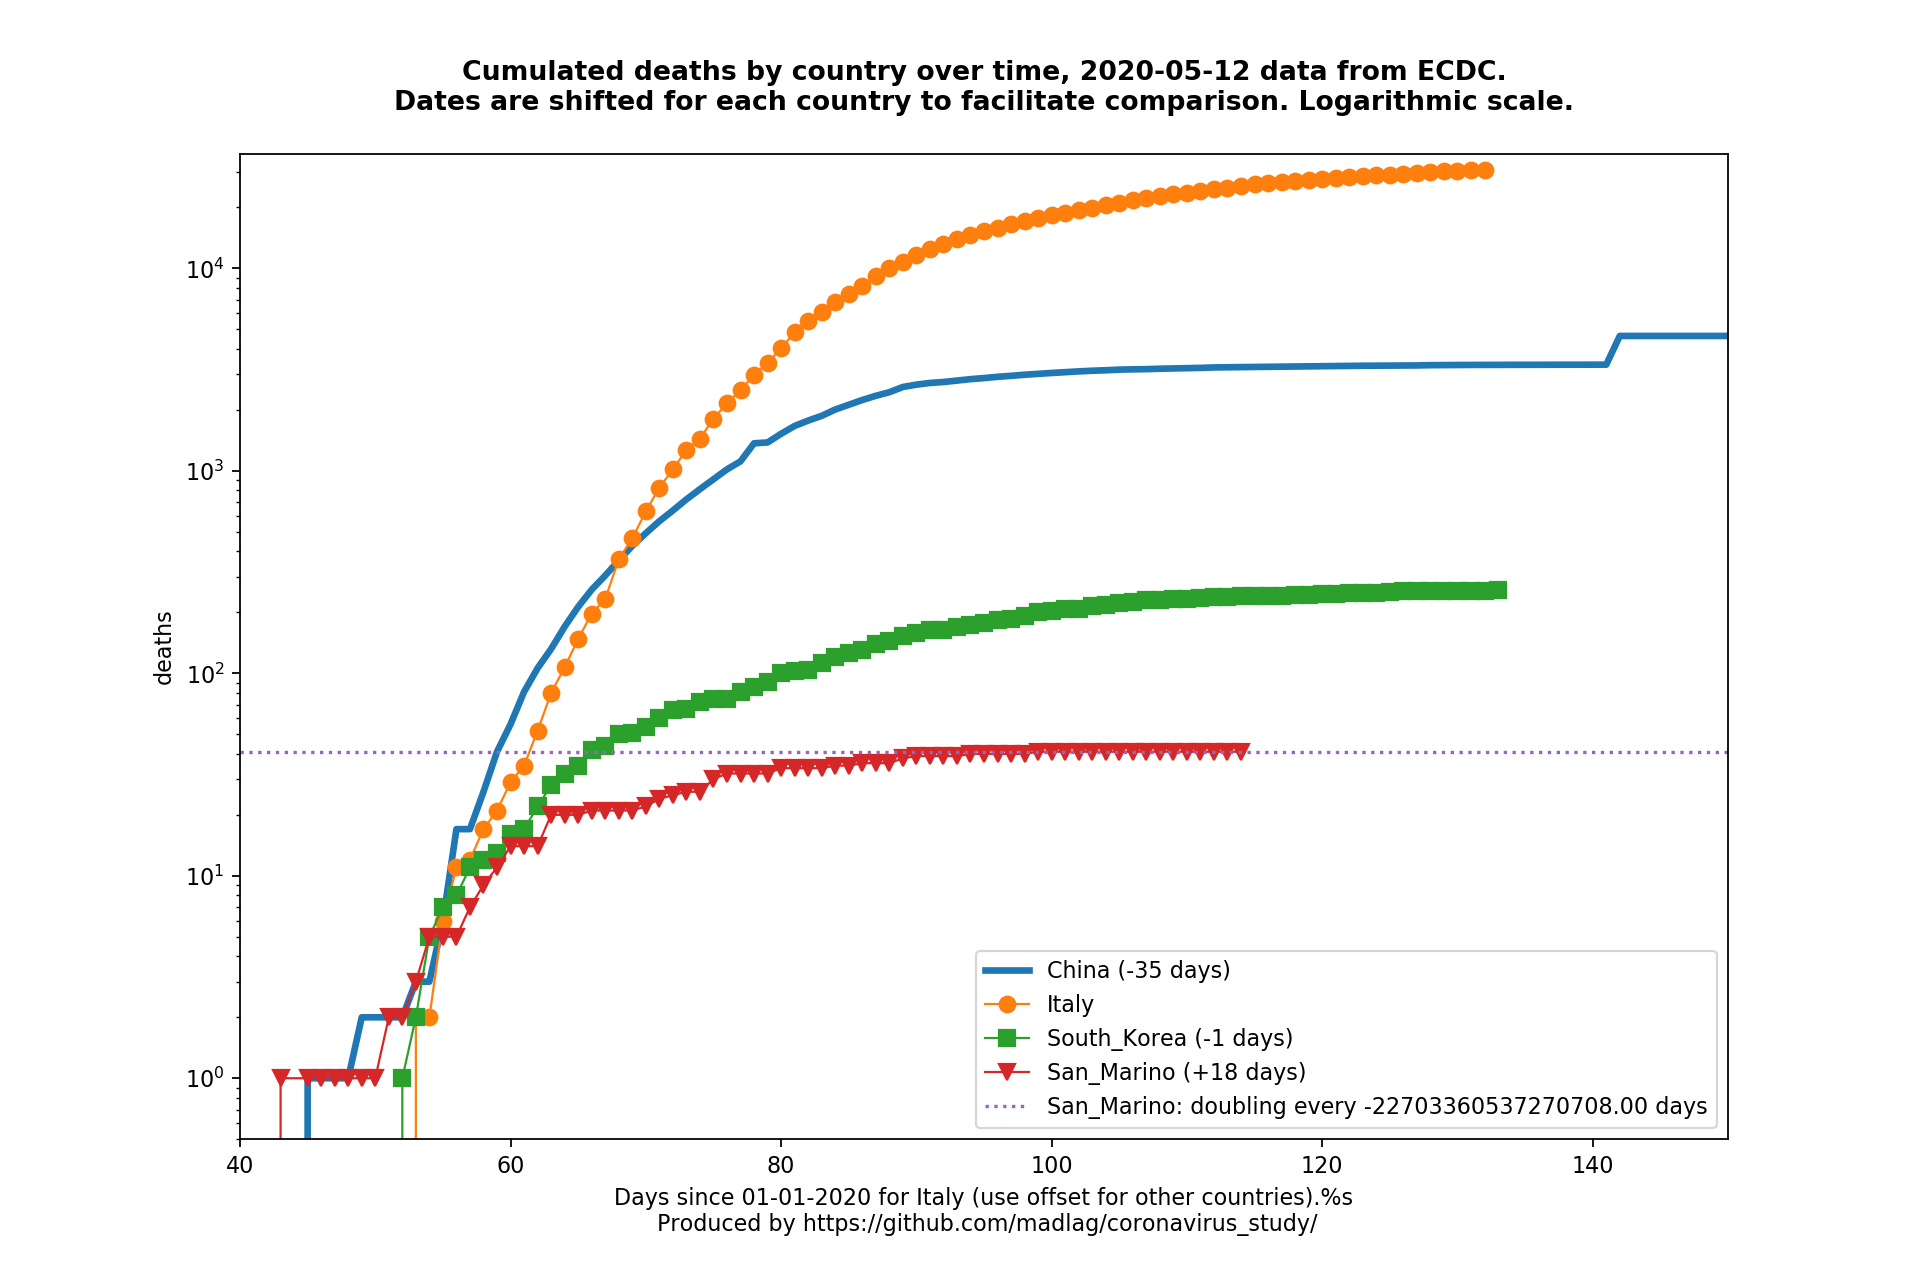 Cumulated deaths by country over time, 2020-05-12 data from ECDC.
Dates are shifted for each country to facilitate comparison. Logarithmic scale.
deaths
10^4
10^3
10^2
10^1
10^0
China (-35 days)
Italy
South_Korea (-1 days)
San_Marino (+18 days)
San_Marino: doubling every -22703360537270708.00 days
40 60 80 100 120 140
Days since 01-01-2020 for Italy (use offset for other countries).%s
Produced by https://github.com/madlag/coronavirus_study/